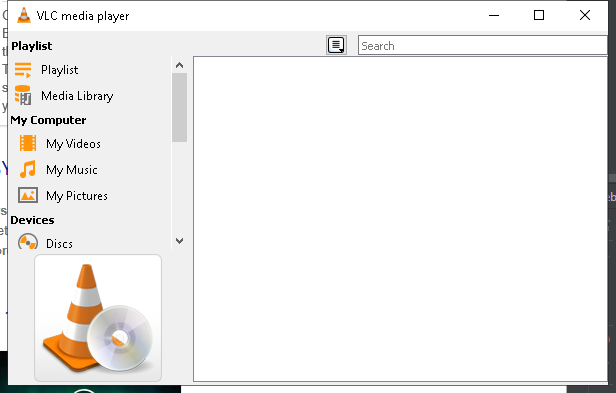 VLC media player
Playlist
Search
Playlist
Media Library
My Computer
My Videos
My Music
My Pictures
Devices
Discs